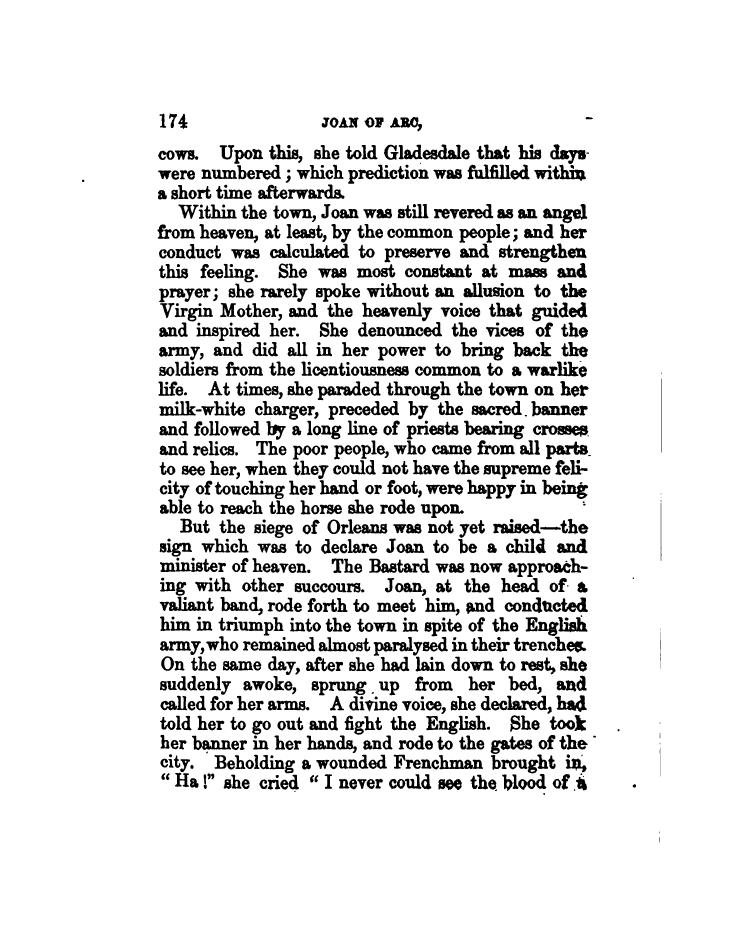 174 JOAN OF ARC,
cows. Upon this, she told Gladesdale that his days
were numbered ; which prediction was fulfilled within
a short time afterwards.
Within the town, Joan was still revered as an angel
from heaven, at least, by the common people ; and her
conduct was calculated to preserve and strengthen
this feeling. She was most constant at mass and
prayer ; she rarely spoke without an allusion to the
Virgin Mother, and the heavenly voice that guided
and inspired her. She denounced the vices of the
army, and did all in her power to bring back the
soldiers from the licentiousness common to a warlike
life. At times, she paraded through the town on her
milk-white charger, preceded by the sacred banner
and followed by a long line of priests bearing crosses
and relics. The poor people, who came from all parts
to see her, when they could not have the supreme feli-
city of touching her hand or foot, were happy in being
able to reach the horse she rode upon.
But the siege of Orleans was not yet raised—the
sign which was to declare Joan to be a child and
minister of heaven. The Bastard was now approach-
ing with other succours. Joan, at the head of a
valiant band, rode forth to meet him, and conducted
him in triumph into the town in spite of the English
army, who remained almost paralysed in their trenches.
On the same day, after she had lain down to rest, she
suddenly awoke, sprung up from her bed, and
called for her arms. A divine voice, she declared, had
told her to go out and fight the English. She took
her banner in her hands, and rode to the gates of the
city. Beholding a wounded Frenchman brought in,
“ Ha !” she cried “ I never could see the blood of a